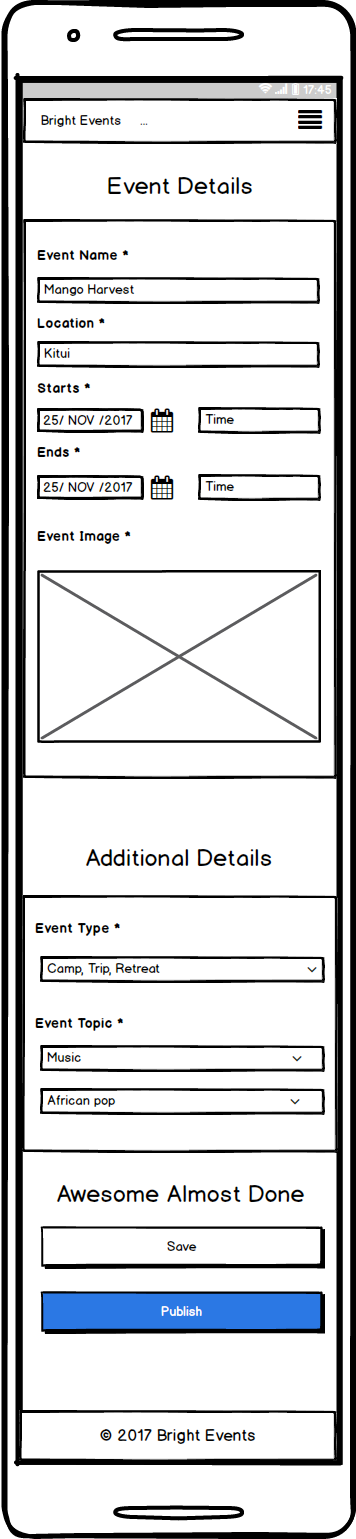 17:45
Bright Events ...
Event Details
Event Name *
Mango Harvest
Location *
Kitui
Starts *
25/ NOV /2017 Time
Ends *
25/ NOV /2017 Time
Event Image *
Additional Details
Event Type *
Camp, Trip, Retreat
Event Topic *
Music
African pop
Awesome Almost Done
Save
Publish
© 2017 Bright Events